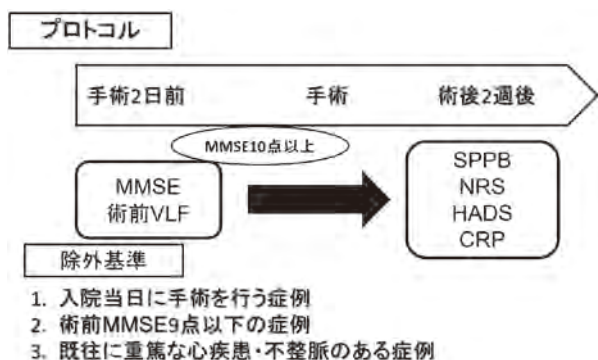 プロトコル
手術2日前 手術 術後2週後
MMSE10点以上
MMSE
術前VLF
SPPB
NRS
HADS
CRP
除外基準
1. 入院当日に手術を行う症例
2. 術前MMSE9点以下の症例
3. 既往に重篤な心疾患・不整脈のある症例